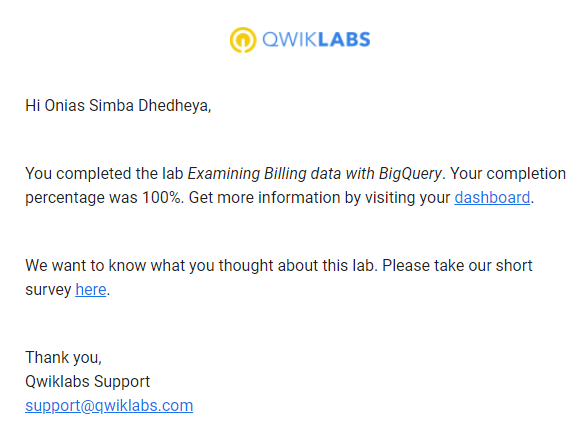 QWIKLABS
Hi Onias Simba Dhedheya,
You completed the lab Examining Billing data with BigQuery. Your completion
percentage was 100%. Get more information by visiting your dashboard.
We want to know what you thought about this lab. Please take our short
survey here.
Thank you,
Qwiklabs Support
support@qwiklabs.com